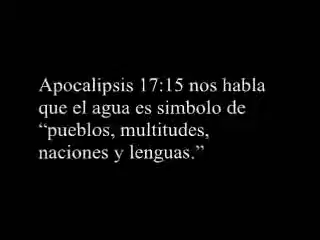 Apocalipsis 17:15 nos habla
que el agua es simbolo de
“pueblos, multitudes,
naciones y lenguas.”